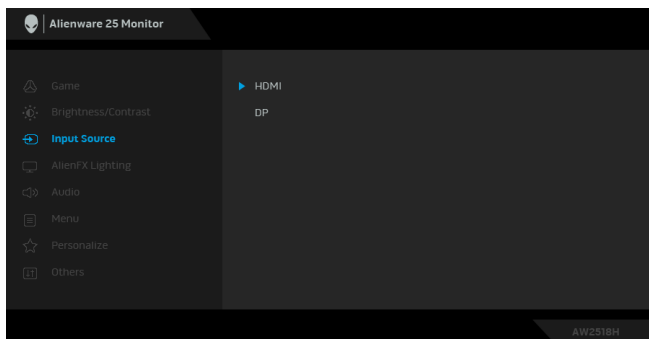 Alienware 25 Monitor
Game
Brightness/Contrast
Input Source
AlienFX Lighting
Audio
Menu
Personalize
Others
HDMI
DP
AW2518H